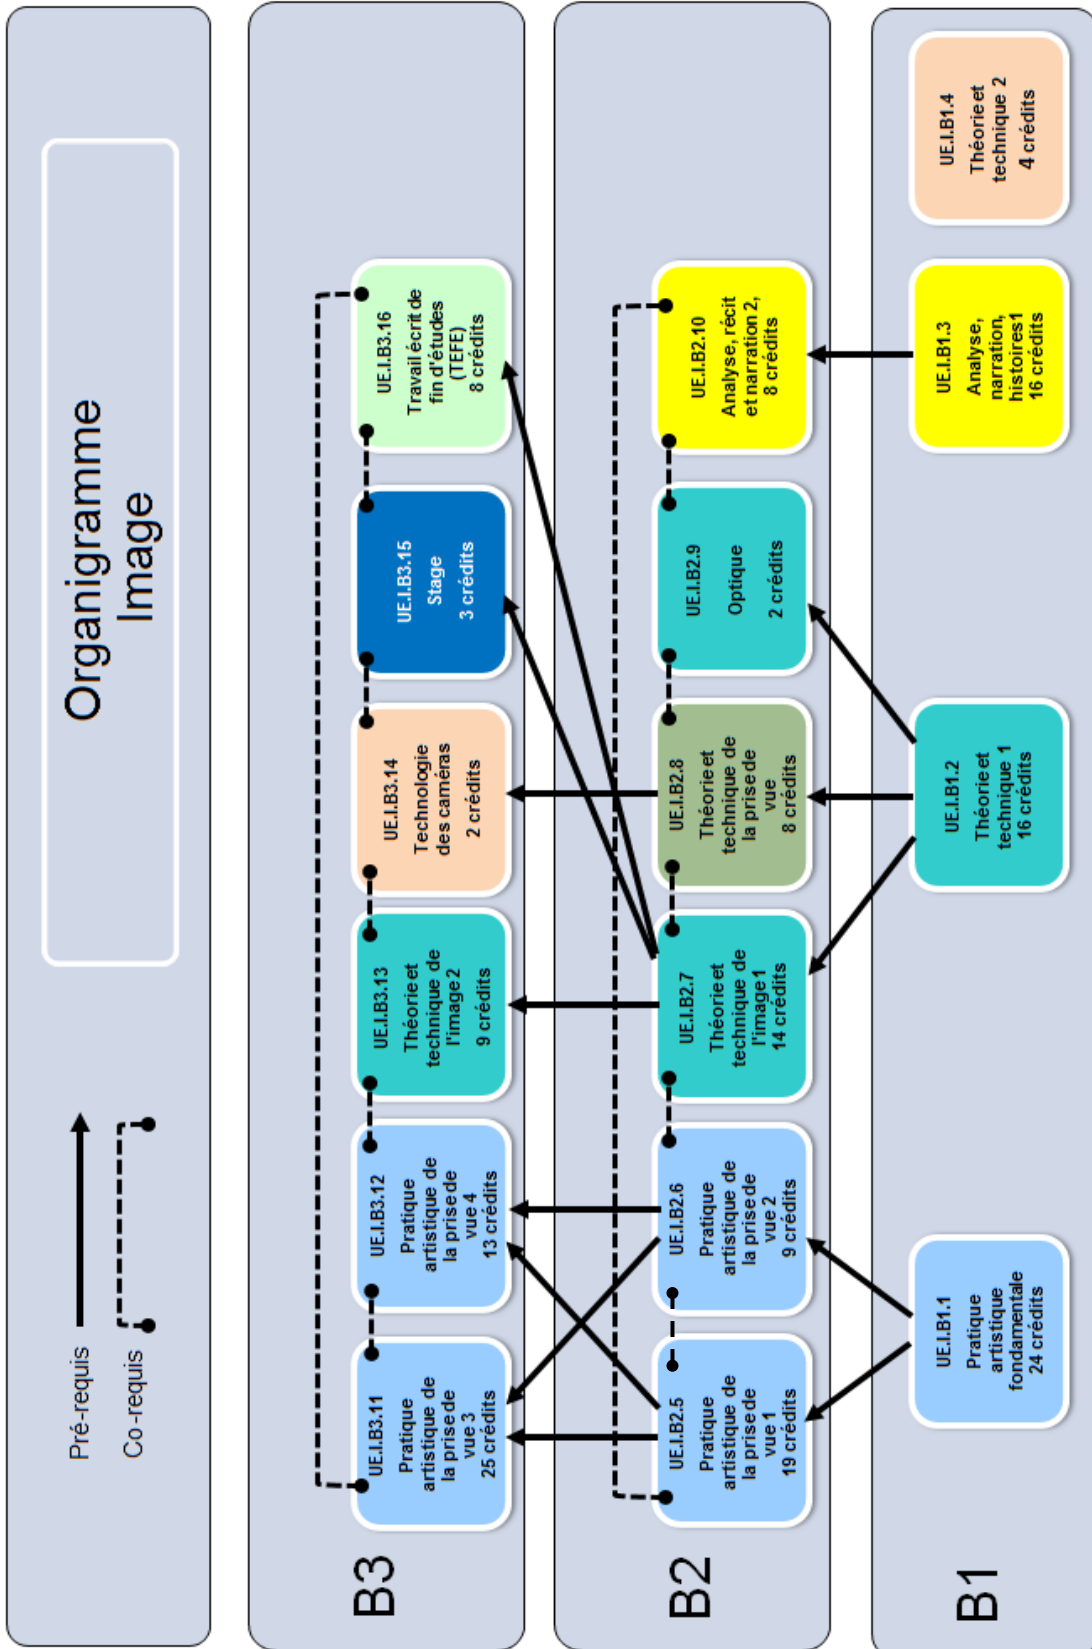 Organigramme
Image
Pré-requis
Co-requis
B3
UE.I.B3.11
Pratique
artistique de
la prise de
vue 3
25 crédits
UE.I.B3.12
Pratique
artistique de
la prise de
vue 4
13 crédits
UE.I.B3.13
Théorie et
technique de
l'image 2
9 crédits
UE.I.B3.14
Technologie
des caméras
2 crédits
UE.I.B3.15
Stage
3 crédits
UE.I.B3.16
Travail écrit de
fin d'études
(TEFE)
8 crédits
B2
UE.I.B2.5
Pratique
artistique de
la prise de
vue 1
19 crédits
UE.I.B2.6
Pratique
artistique de
la prise de
vue 2
9 crédits
UE.I.B2.7
Théorie et
technique de
l'image 1
14 crédits
UE.I.B2.8
Théorie et
technique de
la prise de
vue
8 crédits
UE.I.B2.9
Optique
2 crédits
UE.I.B2.10
Analyse, récit
et narration 2,
8 crédits
B1
UE.I.B1.1
Pratique
artistique
fondamentale
24 crédits
UE.I.B1.2
Théorie et
technique 1
16 crédits
UE.I.B1.3
Analyse,
narration,
histoires 1
16 crédits
UE.I.B1.4
Théorie et
technique 2
4 crédits